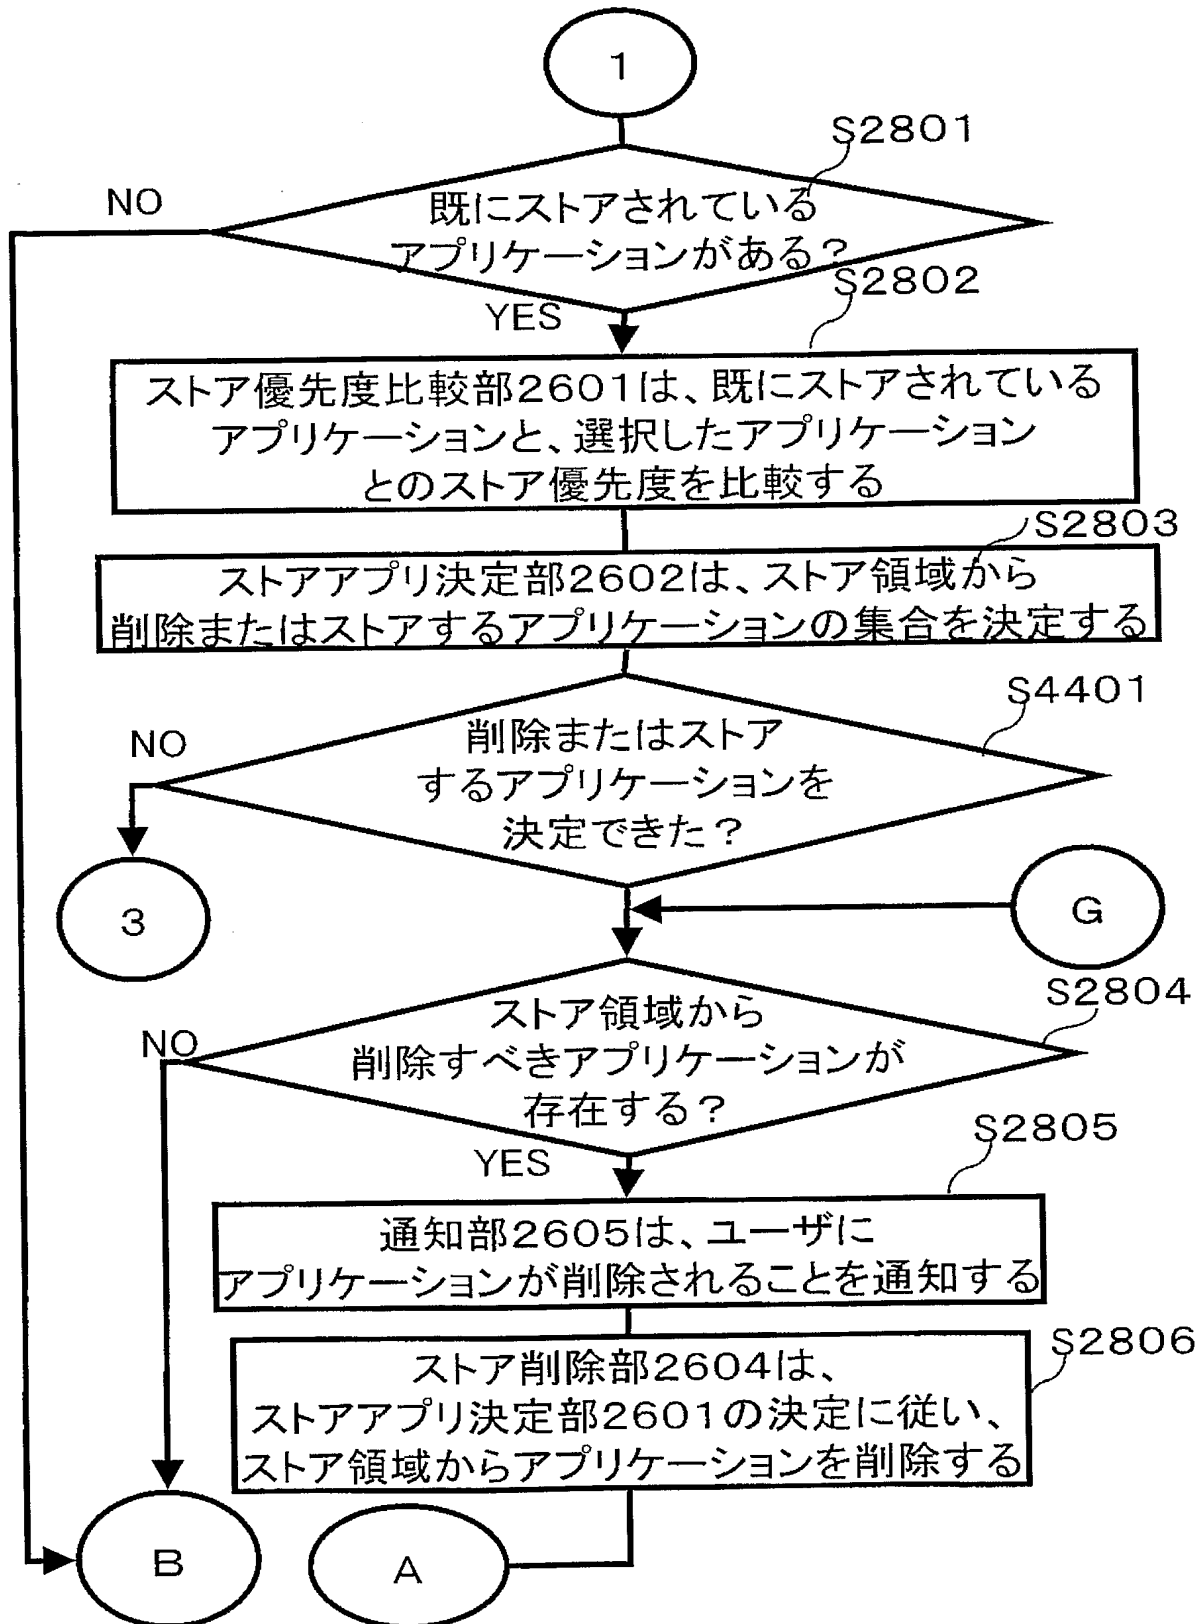 1
S2801
NO
既にストアされている
アプリケーションがある？
S2802
YES
ストア優先度比較部2601は、既にストアされている
アプリケーションと、選択したアプリケーション
とのストア優先度を比較する
S2803
ストアアプリ決定部2602は、ストア領域から
削除またはストアするアプリケーションの集合を決定する
S4401
NO
削除またはストア
するアプリケーションを
決定できた？
3
G
S2804
ストア領域から
NO
削除すべきアプリケーションが
存在する？
S2805
YES
通知部2605は、ユーザに
アプリケーションが削除されることを通知する
S2806
ストア削除部2604は、
ストアアプリ決定部2601の決定に従い、
ストア領域からアプリケーションを削除する
B
A